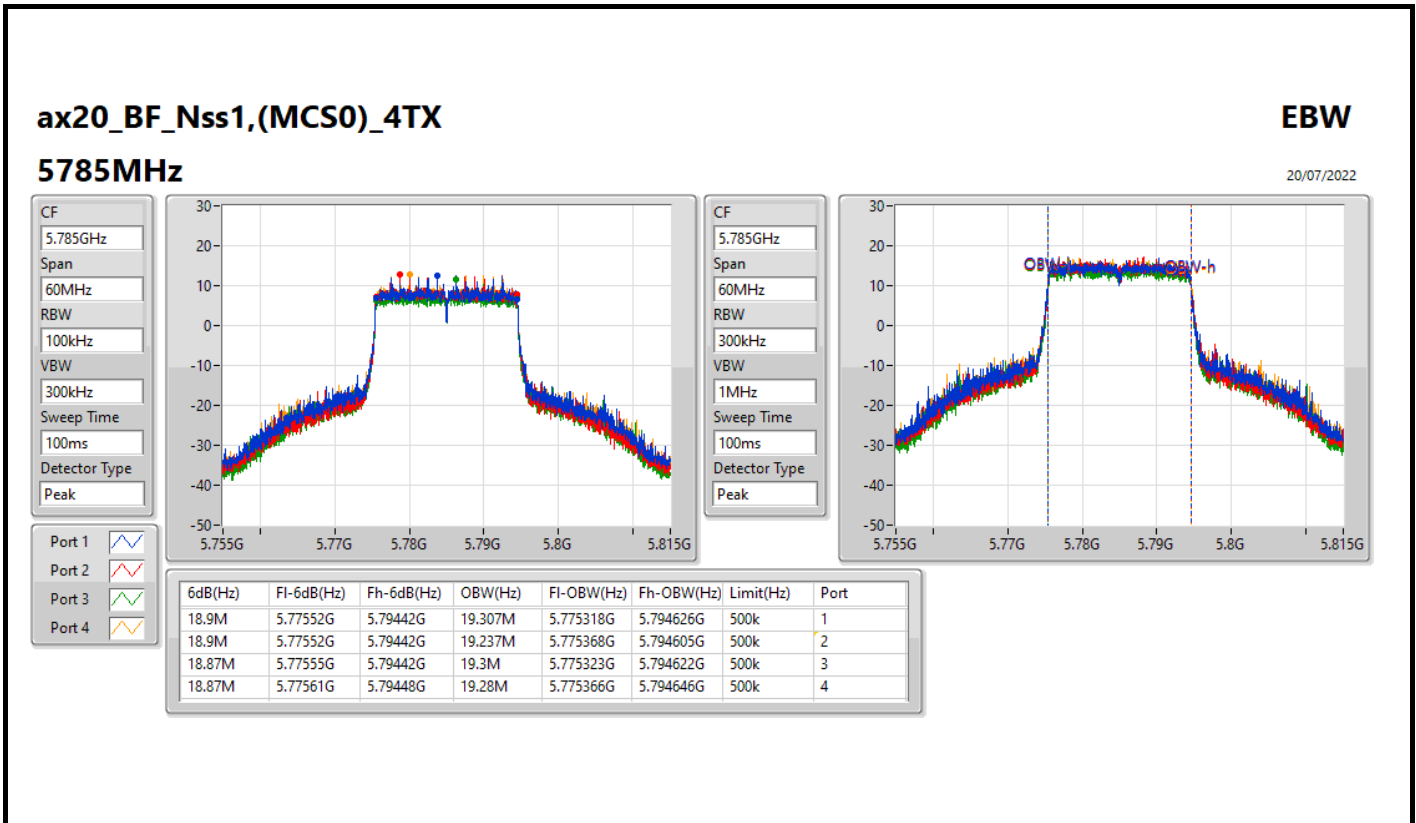 ax20_BF_Nss1,(MCS0)_4TX
EBW
5785MHz
20/07/2022
CF
5.785GHz
Span
60MHz
RBW
100kHz
VBW
300kHz
Sweep Time
100ms
Detector Type
Peak
30
20
10
0
-10
-20
-30
-40
-50
5.755G 5.77G 5.78G 5.79G 5.8G 5.815G
CF
5.785GHz
Span
60MHz
RBW
300kHz
VBW
1MHz
Sweep Time
100ms
Detector Type
Peak
30
20
10
0
-10
-20
-30
-40
-50
OBW-h
5.755G 5.77G 5.78G 5.79G 5.8G 5.815G
Port 1
Port 2
Port 3
Port 4
6dB(Hz) Fl-6dB(Hz) Fh-6dB(Hz) OBW(Hz) Fl-OBW(Hz) Fh-OBW(Hz) Limit(Hz) Port
18.9M 5.77552G 5.79442G 19.307M 5.775318G 5.794626G 500k 1
18.9M 5.77552G 5.79442G 19.237M 5.775368G 5.794605G 500k 2
18.87M 5.77555G 5.79442G 19.3M 5.775323G 5.794622G 500k 3
18.87M 5.77561G 5.79448G 19.28M 5.775366G 5.794646G 500k 4